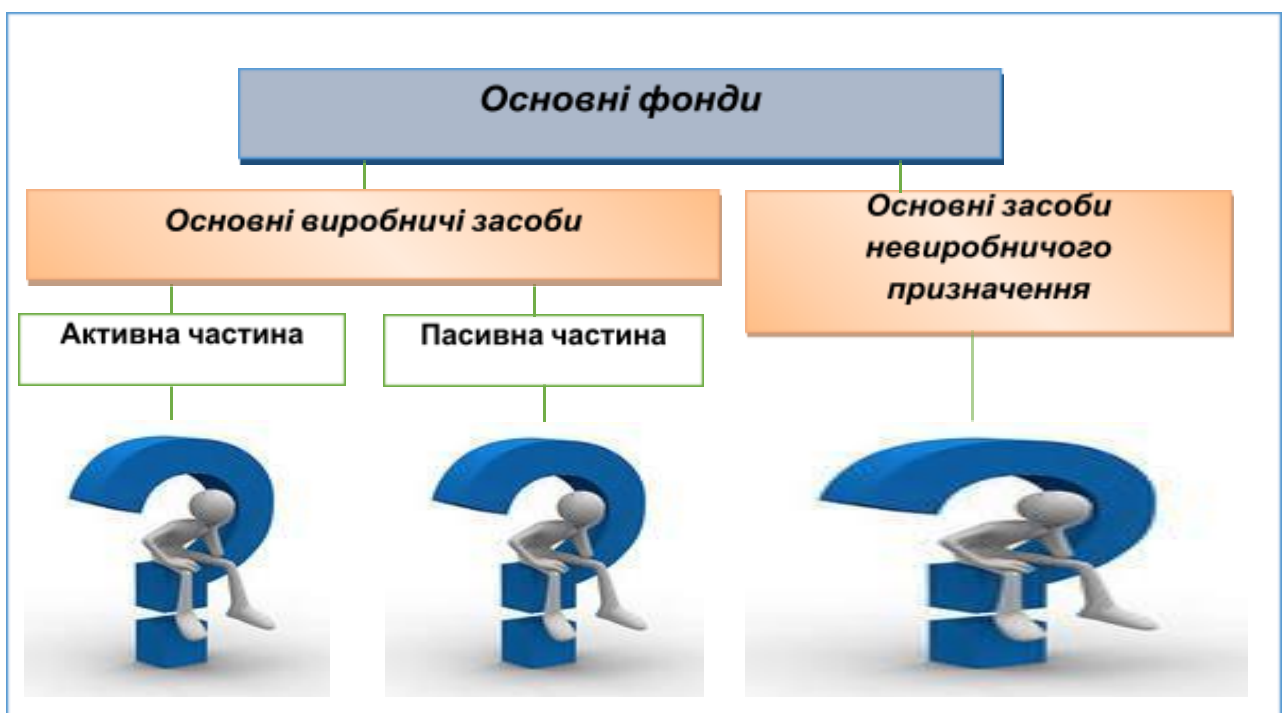 Основні фонди
Основні виробничі засоби
Основні засоби
невиробничого
призначення
Активна частина
Пасивна частина